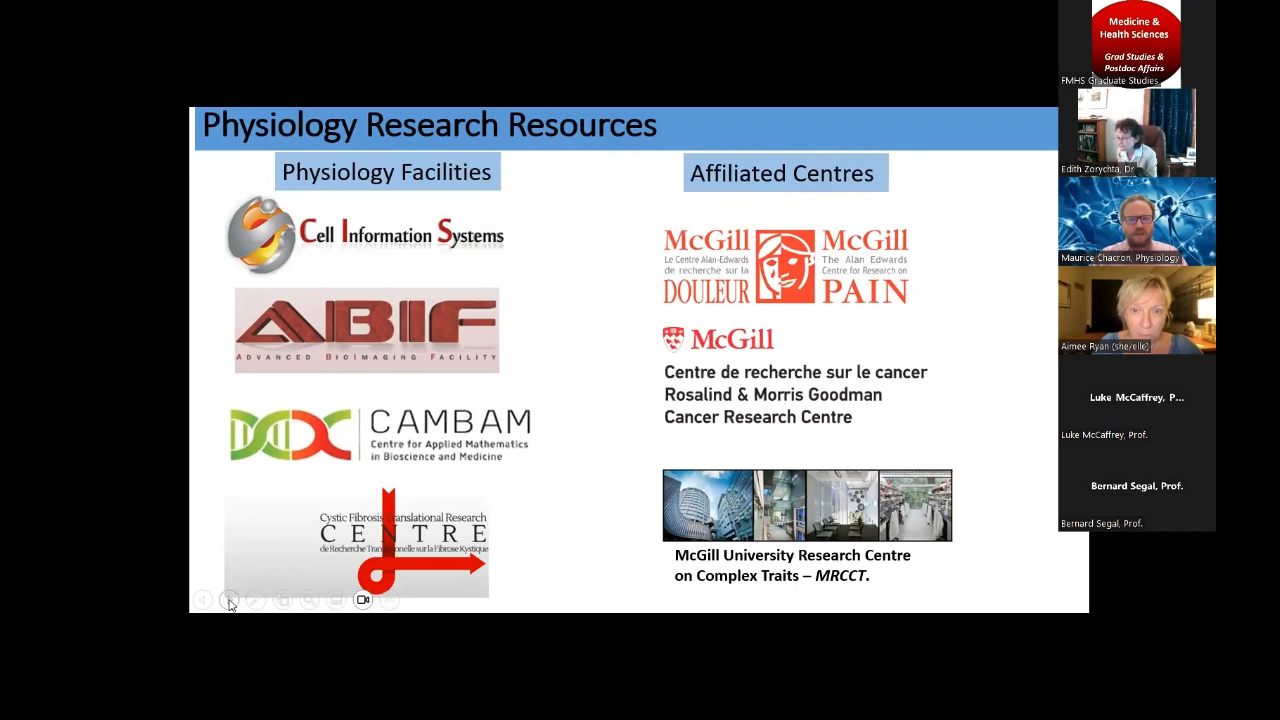 Physiology Research Resources
Physiology Facilities
Cell Information Systems
ABIF
ADVANCED BIOIMAGING FACILITY
CAMBAM
Centre for Applied Mathematics
in Bioscience and Medicine
Cystic Fibrosis Translational Research
CENTRE
de Recherche Translationelle sur la Fibrose Kystique
Affiliated Centres
McGill
Le Centre Alan-Edwards
de recherche sur la
DOULEUR
McGill
The Alan Edwards
Centre for Research on
PAIN
McGill
Centre de recherche sur le cancer
Rosalind & Morris Goodman
Cancer Research Centre
McGill University Research Centre
on Complex Traits – MRCCT.
Medicine &
Health Sciences
Grad Studies &
Postdoc Affairs
FMHS Graduate Studies
Edith Zorychta, Dr
Maurice Chacron, Physiology
Aimee Ryan (she/elle)
Luke McCaffrey, P...
Luke McCaffrey, Prof.
Bernard Segal, Prof.
Bernard Segal, Prof.